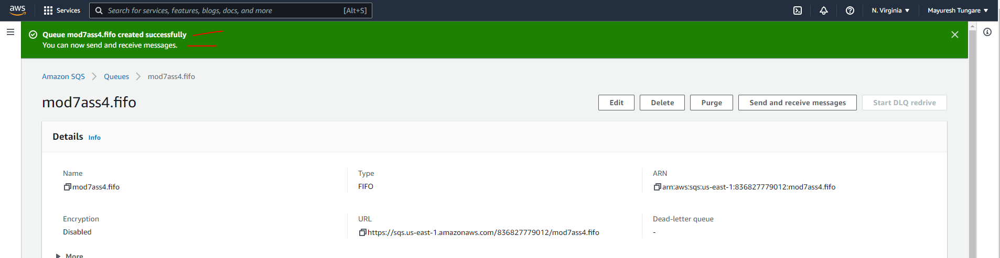 aws Services Search for services, features, blogs, docs, and more [Alt+S] N. Virginia Mayuresh Tungare
Queue mod7ass4.fifo created successfully
You can now send and receive messages.
Amazon SQS Queues mod7ass4.fifo
mod7ass4.fifo Edit Delete Purge Send and receive messages Start DLQ redrive
Details Info
Name Type ARN
mod7ass4.fifo FIFO arn:aws:sqs:us-east-1:836827779012:mod7ass4.fifo
Encryption URL Dead-letter queue
Disabled https://sqs.us-east-1.amazonaws.com/836827779012/mod7ass4.fifo -
More